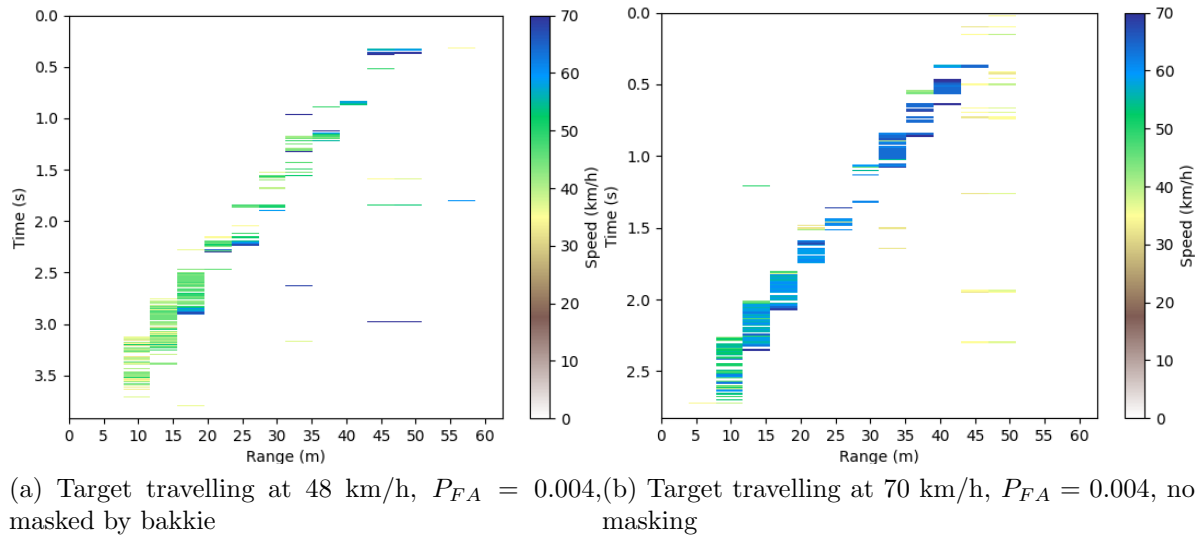 0.0
0.5
1.0
1.5
2.0
2.5
3.0
3.5
Time (s)
0 5 10 15 20 25 30 35 40 45 50 55 60
Range (m)
70
60
50
40
30
20
10
0
Speed (km/h)
0.0
0.5
1.0
1.5
2.0
2.5
Time (s)
0 5 10 15 20 25 30 35 40 45 50 55 60
Range (m)
70
60
50
40
30
20
10
0
Speed (km/h)
(a) Target travelling at 48 km/h, P_{FA} = 0.004,
masked by bakkie
(b) Target travelling at 70 km/h, P_{FA} = 0.004, no
masking